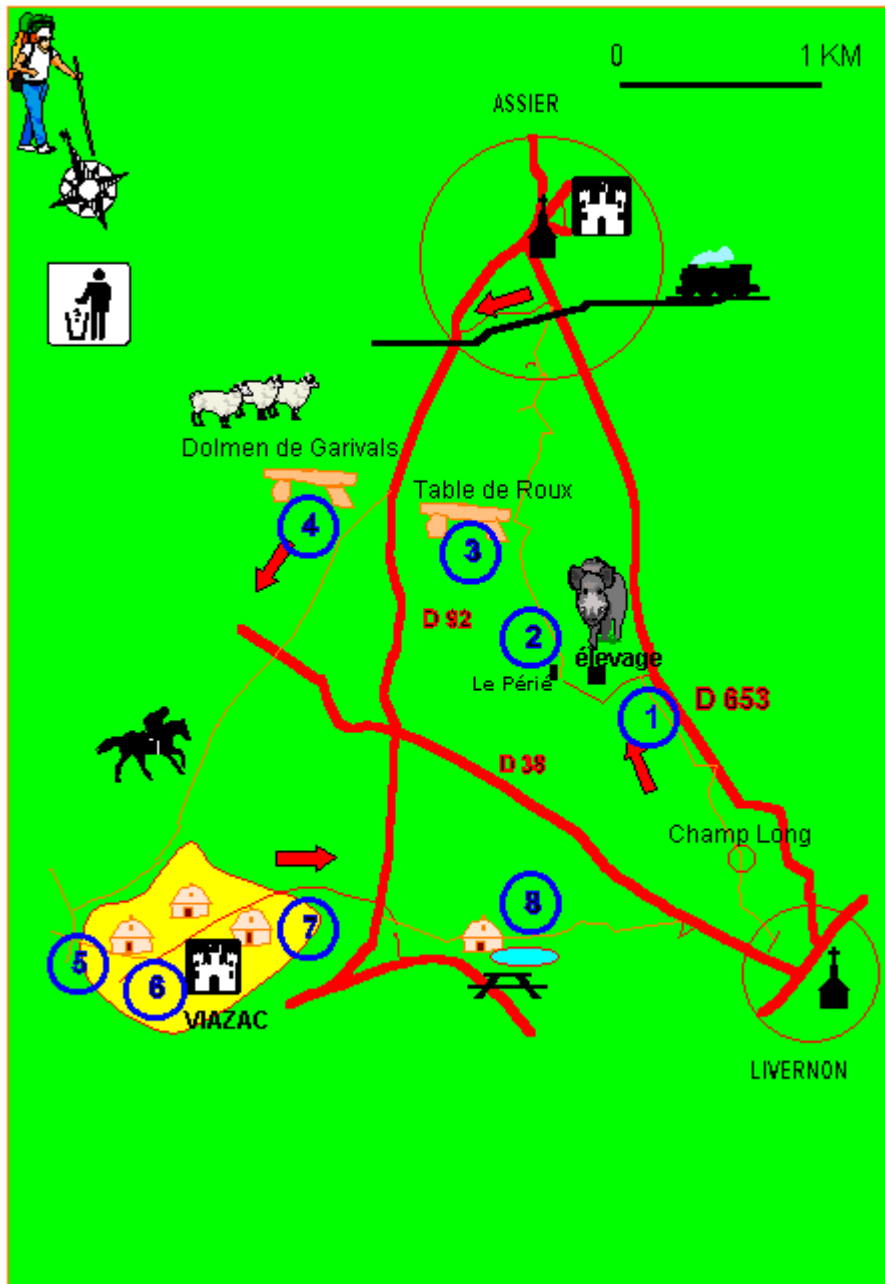 0 1 KM
ASSIER
Dolmen de Garivals
4
Table de Roux
3
D 92
2
élevage
Le Périé
1
D 653
D 38
Champ Long
8
7
5
6
VIAZAC
LIVERNON